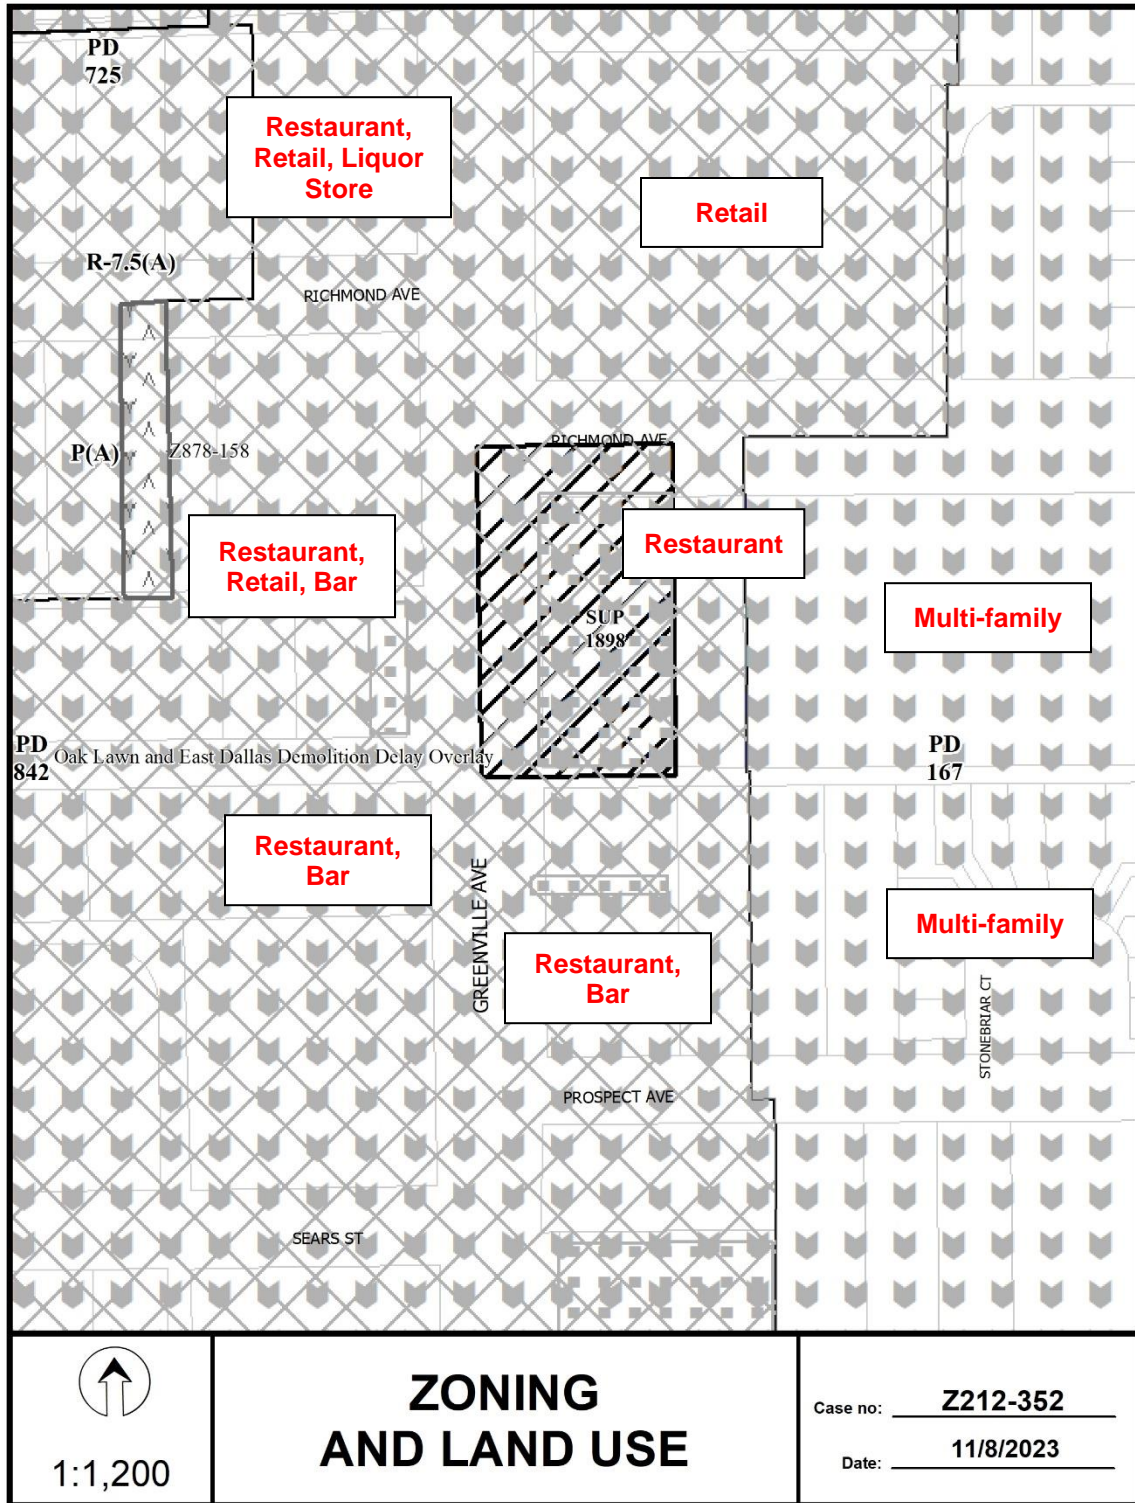 PD
725
Restaurant,
Retail, Liquor
Store
Retail
R-7.5(A)
RICHMOND AVE
RICHMOND AVE
P(A)
Z878-158
Restaurant,
Retail, Bar
Restaurant
SUP
1898
Multi-family
PD
842
Oak Lawn and East Dallas Demolition Delay Overlay
PD
167
Restaurant,
Bar
GREENVILLE AVE
Restaurant,
Bar
Multi-family
STONEBRIAR CT
PROSPECT AVE
SEARS ST
1:1,200
ZONING
AND LAND USE
Case no: Z212-352
Date: 11/8/2023